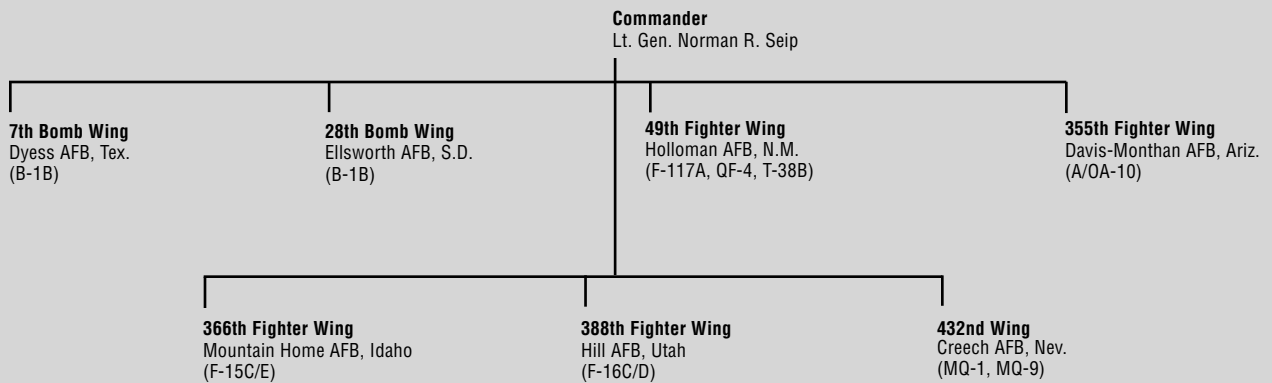 Commander
Lt. Gen. Norman R. Seip
7th Bomb Wing
Dyess AFB, Tex.
(B-1B)
28th Bomb Wing
Ellsworth AFB, S.D.
(B-1B)
49th Fighter Wing
Holloman AFB, N.M.
(F-117A, QF-4, T-38B)
355th Fighter Wing
Davis-Monthan AFB, Ariz.
(A/OA-10)
366th Fighter Wing
Mountain Home AFB, Idaho
(F-15C/E)
388th Fighter Wing
Hill AFB, Utah
(F-16C/D)
432nd Wing
Creech AFB, Nev.
(MQ-1, MQ-9)